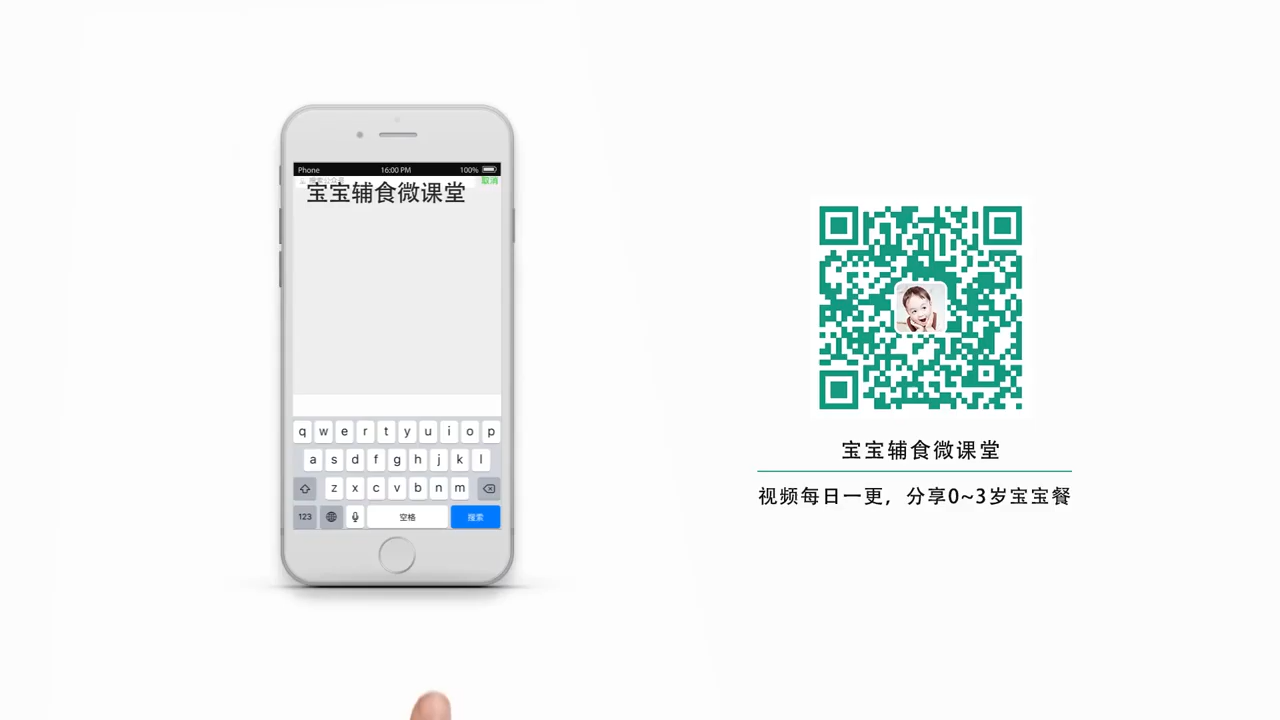 Phone 16:00 PM 100%
取消
宝宝辅食微课堂
q w e r t y u i o p
a s d f g h j k l
z x c v b n m
123 空格 搜索
宝宝辅食微课堂
视频每日一更，分享0~3岁宝宝餐